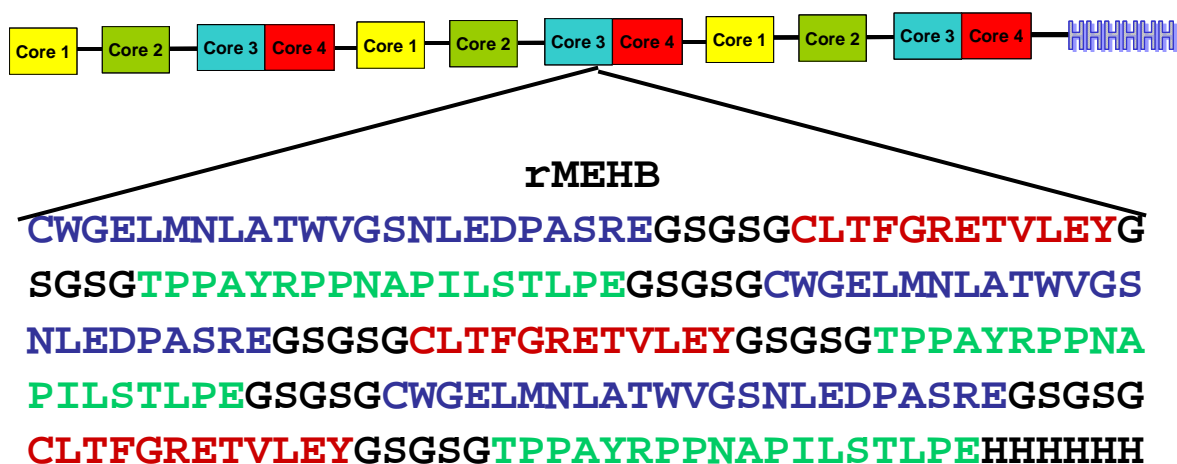 Core 1 Core 2 Core 3 Core 4 Core 1 Core 2 Core 3 Core 4 Core 1 Core 2 Core 3 Core 4 HHHHHH
rMEHB
CWGELMNLATWVGSNLEDPASREGSGSGCLTFGRETVLEYG
SGSGTPPAYRPPNAPILSTLPEGSGSGCWGELMNLATWVGS
NLEDPASREGSGSGCLTFGRETVLEYGSGSGTPPAYRPPNA
PILSTLPEGSGSGCWGELMNLATWVGSNLEDPASREGSGSG
CLTFGRETVLEYGSGSGTPPAYRPPNAPILSTLPEHHHHHH